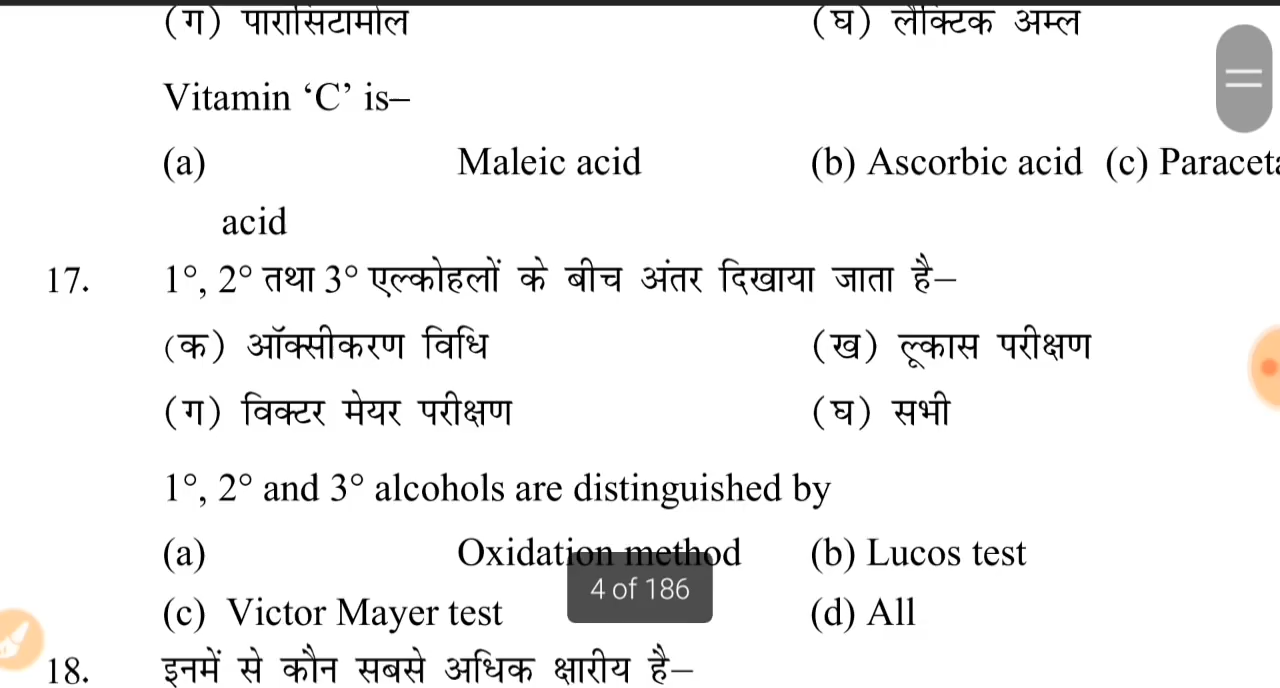 (ग) पारासिटामोल (घ) लैक्टिक अम्ल
Vitamin ‘C’ is–
(a) Maleic acid (b) Ascorbic acid (c)
acid
17. 1°, 2° तथा 3° एल्कोहलों के बीच अंतर दिखाया जाता है–
(क) ऑक्सीकरण विधि (ख) लूकास परीक्षण
(ग) विक्टर मेयर परीक्षण (घ) सभी
1°, 2° and 3° alcohols are distinguished by
(a) Oxidation method (b) Lucos test
4 of 186
(c) Victor Mayer test (d) All
18. इनमें से कौन सबसे अधिक क्षारीय है–